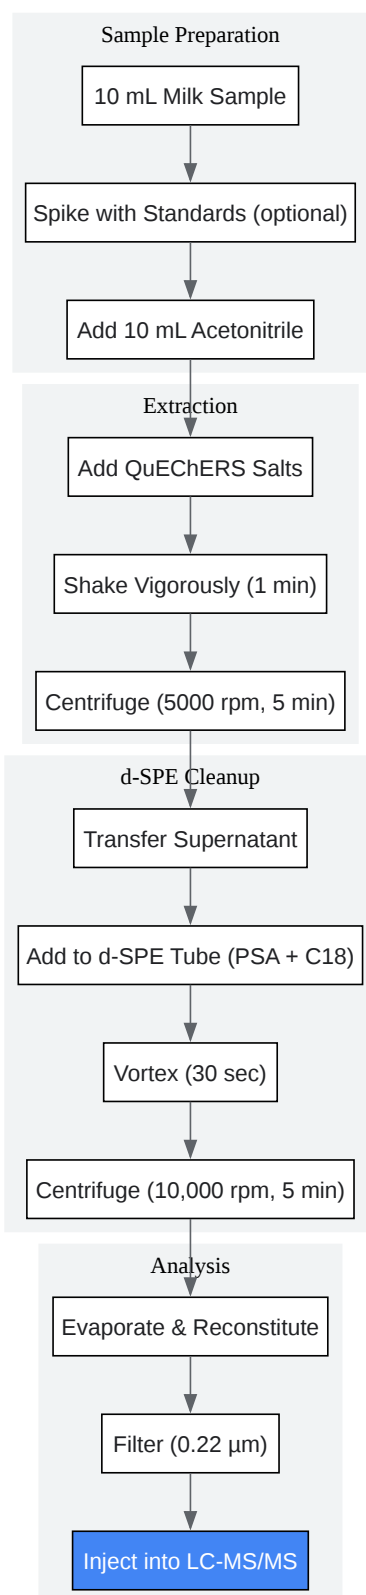 Sample Preparation
10 mL Milk Sample
Spike with Standards (optional)
Add 10 mL Acetonitrile
Extraction
Add QuEChERS Salts
Shake Vigorously (1 min)
Centrifuge (5000 rpm, 5 min)
d-SPE Cleanup
Transfer Supernatant
Add to d-SPE Tube (PSA + C18)
Vortex (30 sec)
Centrifuge (10,000 rpm, 5 min)
Analysis
Evaporate & Reconstitute
Filter (0.22 µm)
Inject into LC-MS/MS